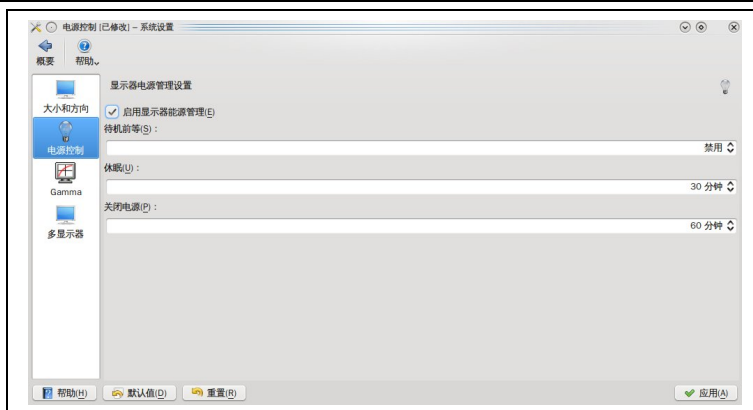 电源控制 [已修改] – 系统设置
概要 帮助
大小和方向
电源控制
Gamma
多显示器
显示器电源管理设置
启用显示器能源管理(E)
待机前等(S)：
禁用
休眠(U)：
30 分钟
关闭电源(P)：
60 分钟
帮助(H) 默认值(D) 重置(R) 应用(A)